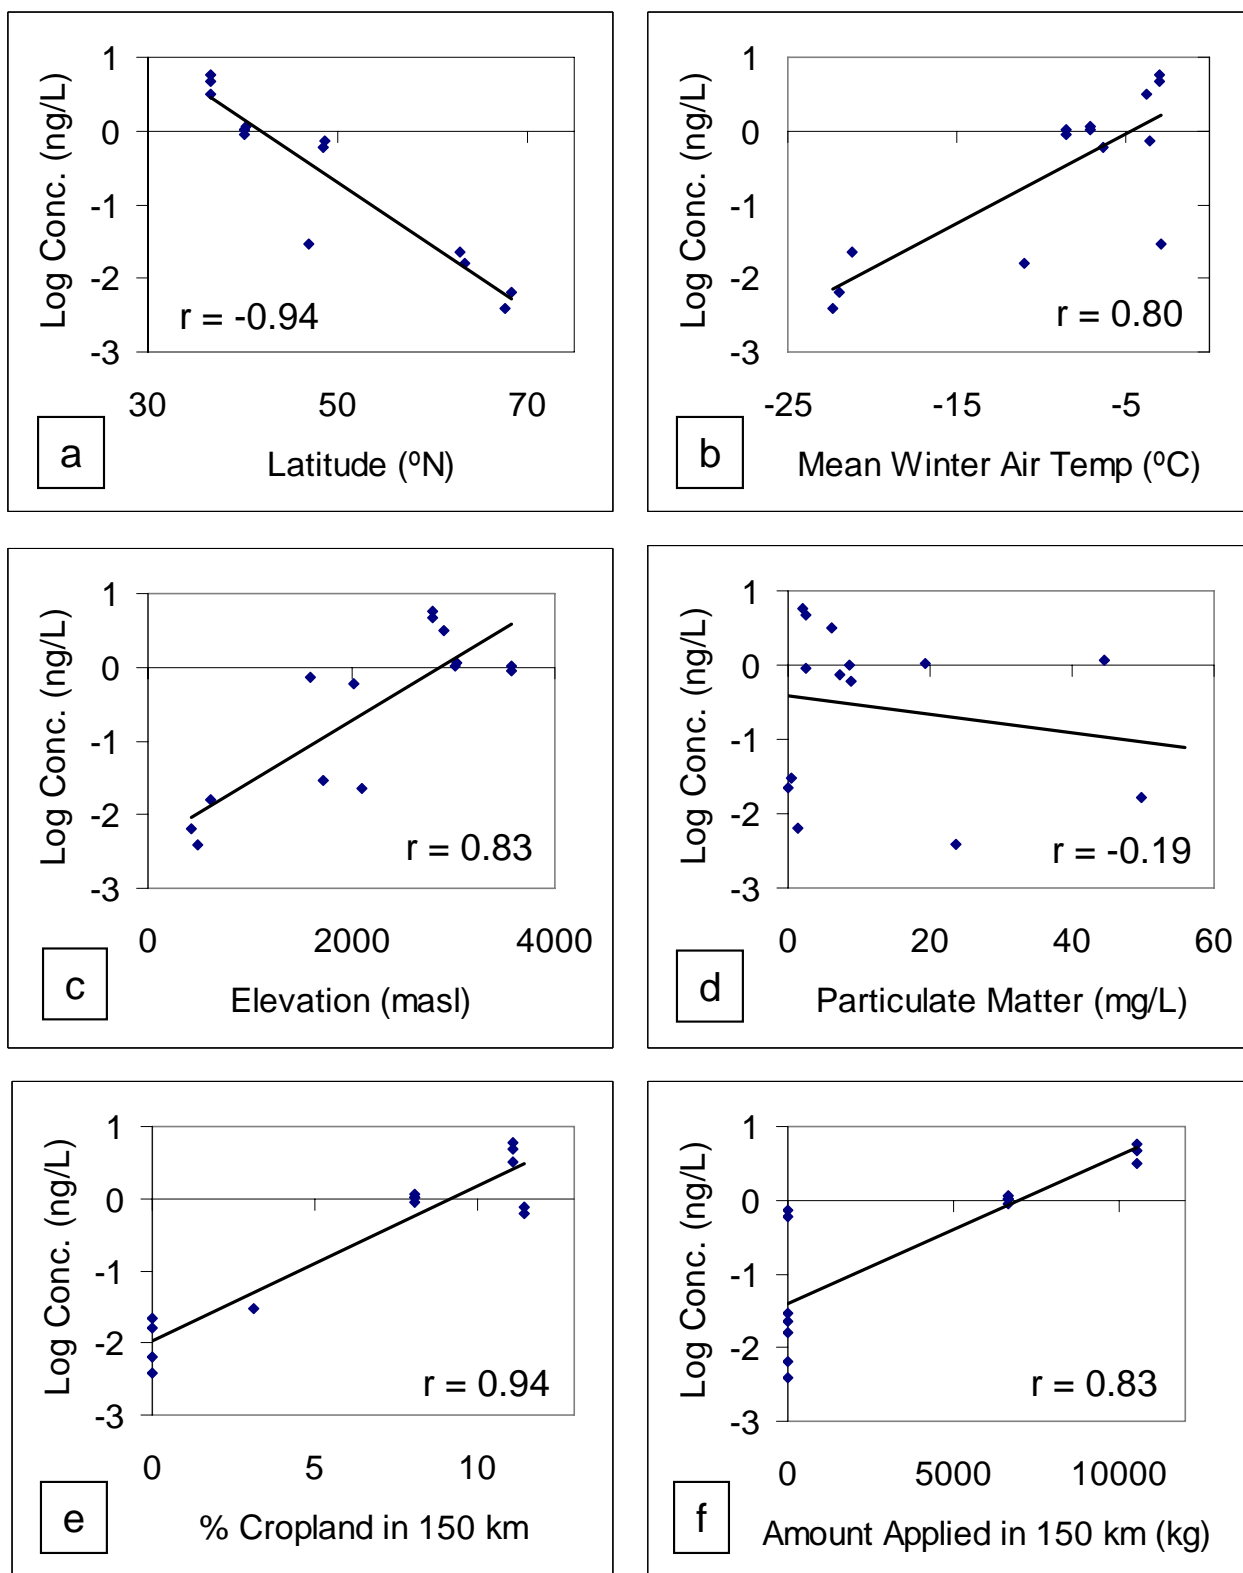 Log Conc. (ng/L)
1
0
-1
-2
-3
r = -0.94
30 50 70
a
Latitude (ºN)
Log Conc. (ng/L)
1
0
-1
-2
-3
r = 0.80
-25 -15 -5
b
Mean Winter Air Temp (ºC)
Log Conc. (ng/L)
1
0
-1
-2
-3
r = 0.83
0 2000 4000
c
Elevation (masl)
Log Conc. (ng/L)
1
0
-1
-2
-3
r = -0.19
0 20 40 60
d
Particulate Matter (mg/L)
Log Conc. (ng/L)
1
0
-1
-2
-3
r = 0.94
0 5 10
e
% Cropland in 150 km
Log Conc. (ng/L)
1
0
-1
-2
-3
r = 0.83
0 5000 10000
f
Amount Applied in 150 km (kg)